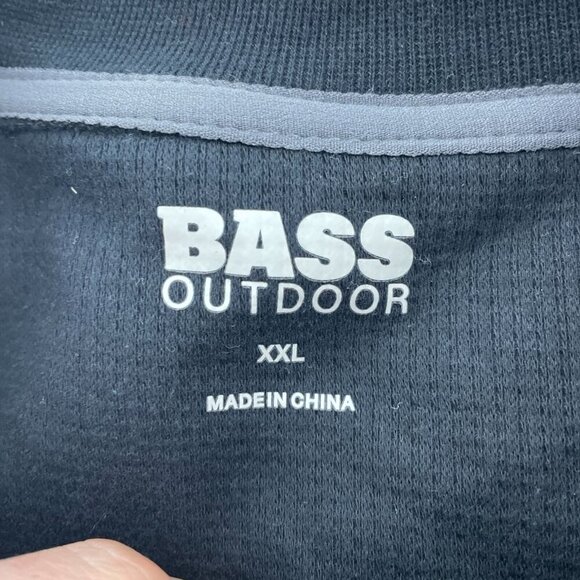 BASS
OUTDOOR
XXL
MADE IN CHINA